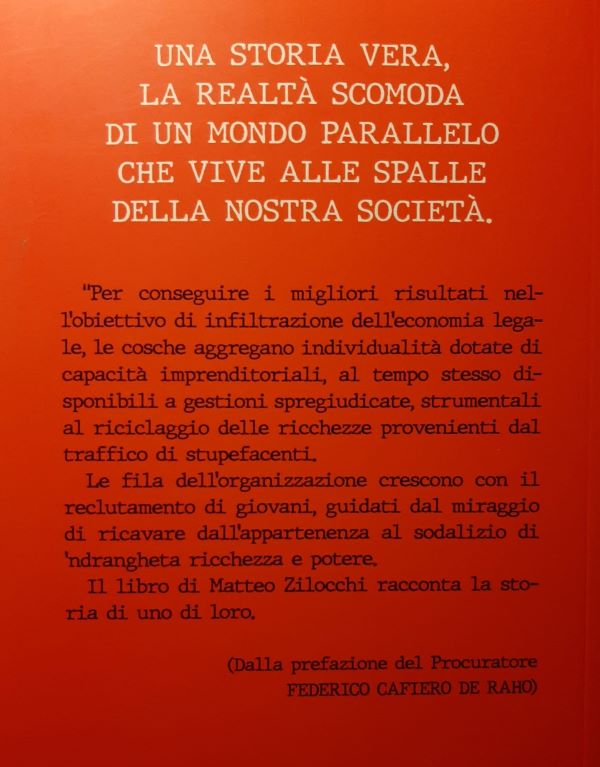 UNA STORIA VERA,
LA REALTÀ SCOMODA
DI UN MONDO PARALLELO
CHE VIVE ALLE SPALLE
DELLA NOSTRA SOCIETÀ.
"Per conseguire i migliori risultati nel-
l'obiettivo di infiltrazione dell'economia lega-
le, le cosche aggregano individualità dotate di
capacità imprenditoriali, al tempo stesso di-
sponibili a gestioni spregiudicate, strumentali
al riciclaggio delle ricchezze provenienti dal
traffico di stupefacenti.
Le fila dell'organizzazione crescono con il
reclutamento di giovani, guidati dal miraggio
di ricavare dall'appartenenza al sodalizio di
'ndrangheta ricchezza e potere.
Il libro di Matteo Zilocchi racconta la sto-
ria di uno di loro.
(Dalla prefazione del Procuratore
FEDERICO CAFIERO DE RAHO)